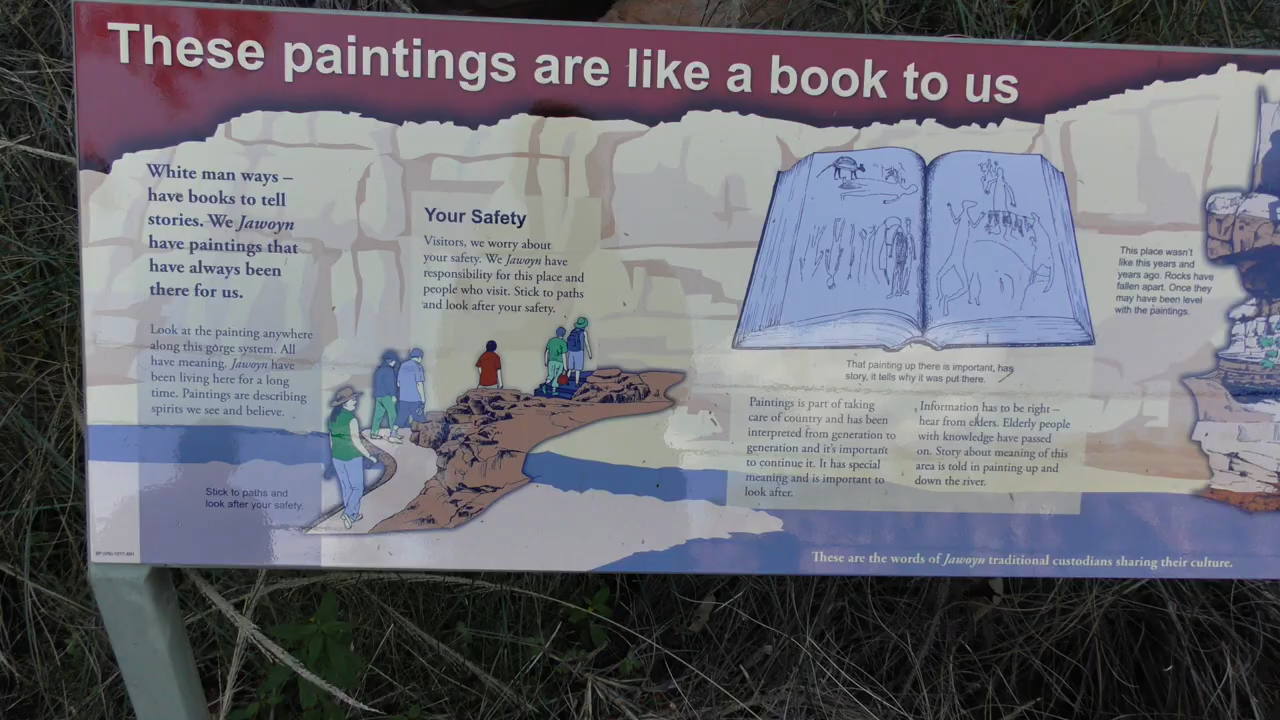 These paintings are like a book to us
White man ways –
have books to tell
stories. We Jawoyn
have paintings that
have always been
there for us.
Look at the painting anywhere
along this gorge system. All
have meaning. Jawoyn have
been living here for a long
time. Paintings are describing
spirits we see and believe.
Stick to paths and
look after your safety.
Your Safety
Visitors, we worry about
your safety. We Jawoyn have
responsibility for this place and
people who visit. Stick to paths
and look after your safety.
That painting up there is important, has
story, it tells why it was put there.
Paintings is part of taking
care of country and has been
interpreted from generation to
generation and it's important
to continue it. It has special
meaning and is important to
look after.
Information has to be right –
hear from elders. Elderly people
with knowledge have passed
on. Story about meaning of this
area is told in painting up and
down the river.
This place wasn't
like this years and
years ago. Rocks have
fallen apart. Once they
may have been level
with the paintings.
These are the words of Jawoyn traditional custodians sharing their culture.